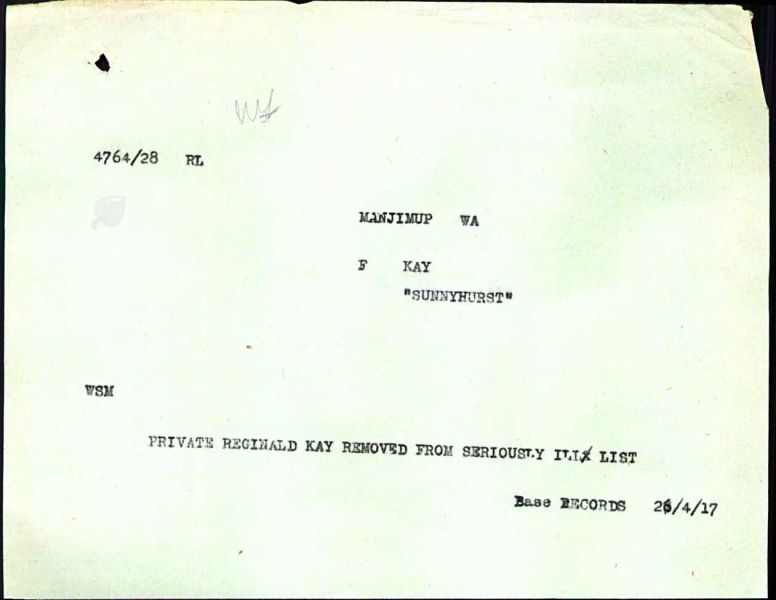 4764/28 RL
MANJIMUP WA
F KAY
"SUNNYHURST"
WSM
PRIVATE REGINALD KAY REMOVED FROM SERIOUSLY ILL LIST
Base RECORDS 26/4/17